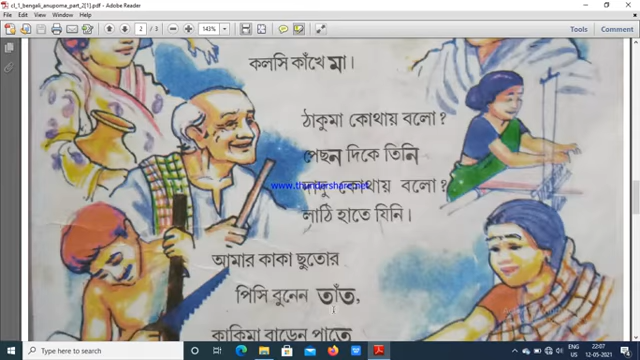 cl_1_bengali_anupoma_part_2[1].pdf - Adobe Reader
File Edit View Window Help
2 / 3 143% Tools Comment
কলসি কাঁখে মা।
ঠাকুমা কোথায় বলো?
পেছন দিকে তিনি
দাদু কোথায় বলো?
www.thundershare.net
লাঠি হাতে যিনি।
আমার কাকা ছুতোর
পিসি বুনেন তাঁত,
কাকিমা বাড়েন পাতে
Type here to search
ENG 22:07
US 12-05-2021